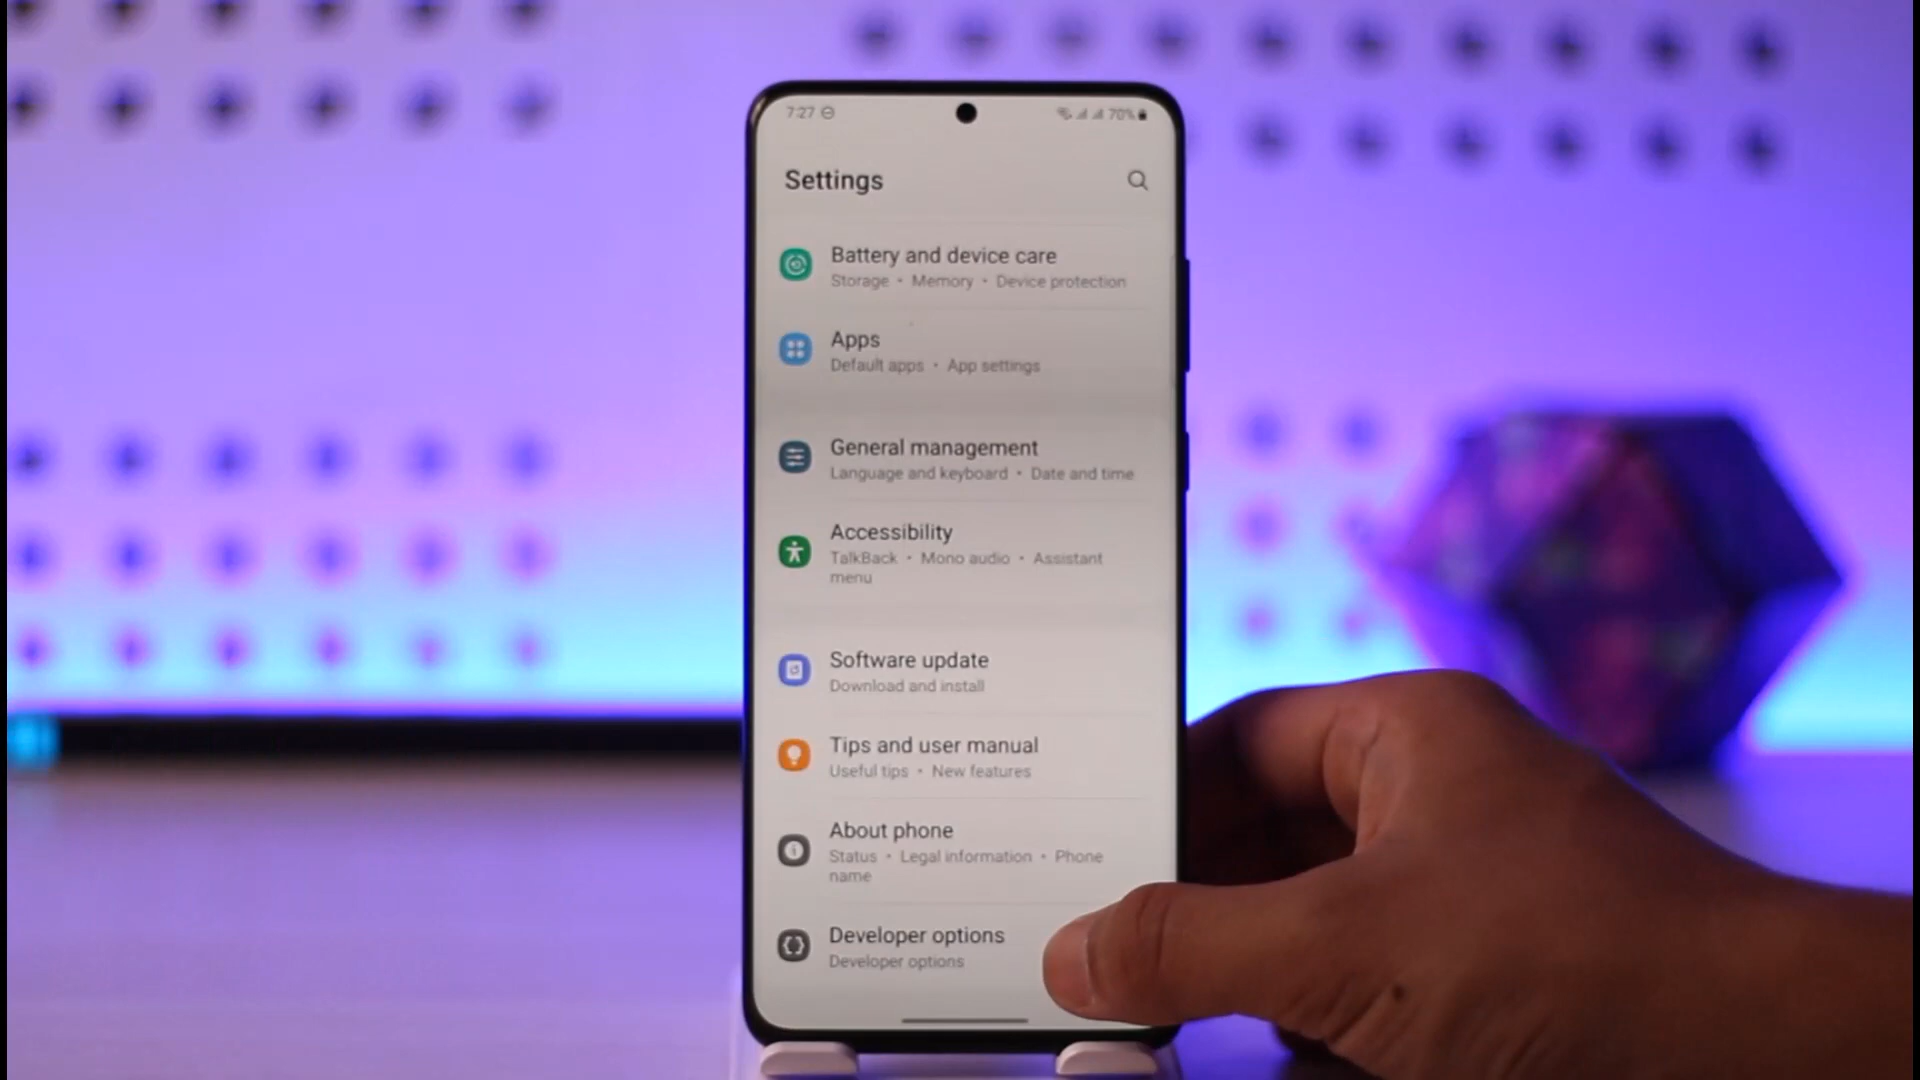 7:27
70%
Settings
Battery and device care
Storage • Memory • Device protection
Apps
Default apps • App settings
General management
Language and keyboard • Date and time
Accessibility
TalkBack • Mono audio • Assistant
menu
Software update
Download and install
Tips and user manual
Useful tips • New features
About phone
Status • Legal information • Phone
name
Developer options
Developer options